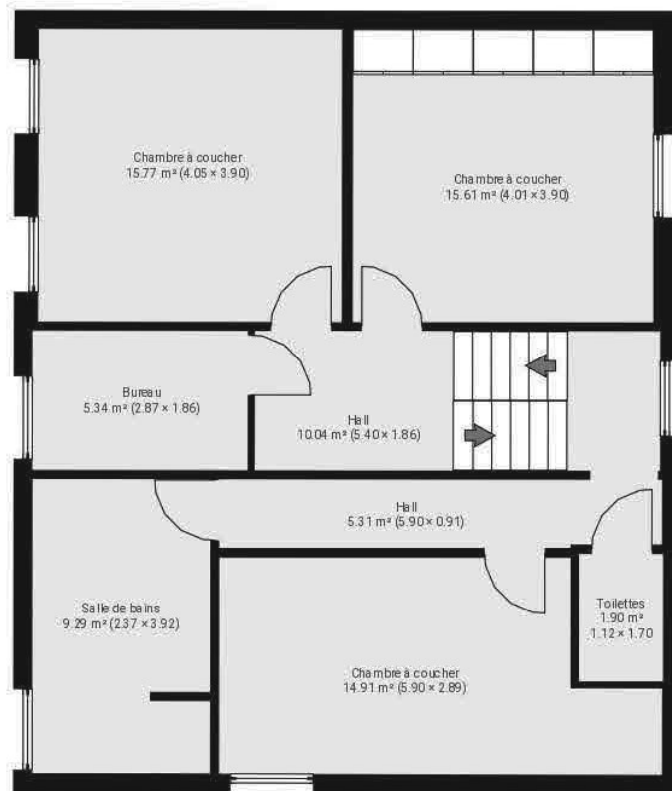 Chambre à coucher
15.77 m² (4.05 × 3.90)
Chambre à coucher
15.61 m² (4.01 × 3.90)
Bureau
5.34 m² (2.87 × 1.86)
Hall
10.04 m² (5.40 × 1.86)
Hall
5.31 m² (5.90 × 0.91)
Salle de bains
9.29 m² (2.37 × 3.92)
Toilettes
1.90 m²
1.12 × 1.70
Chambre à coucher
14.91 m² (5.90 × 2.89)